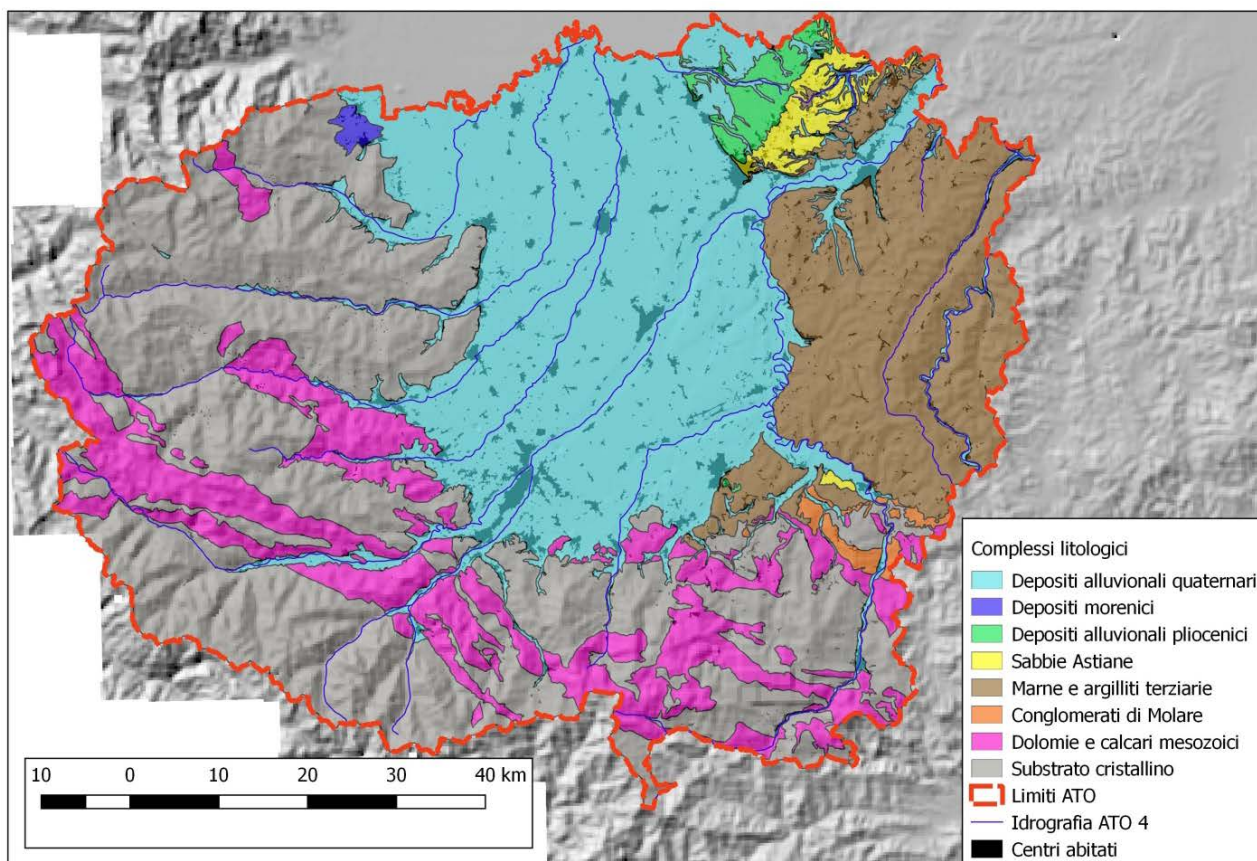 Complessi litologici
Depositi alluvionali quaternari
Depositi morenici
Depositi alluvionali pliocenici
Sabbie Astiane
Marne e argilliti terziarie
Conglomerati di Molare
Dolomie e calcari mesozoici
Substrato cristallino
Limiti ATO
Idrografia ATO 4
Centri abitati
10 0 10 20 30 40 km